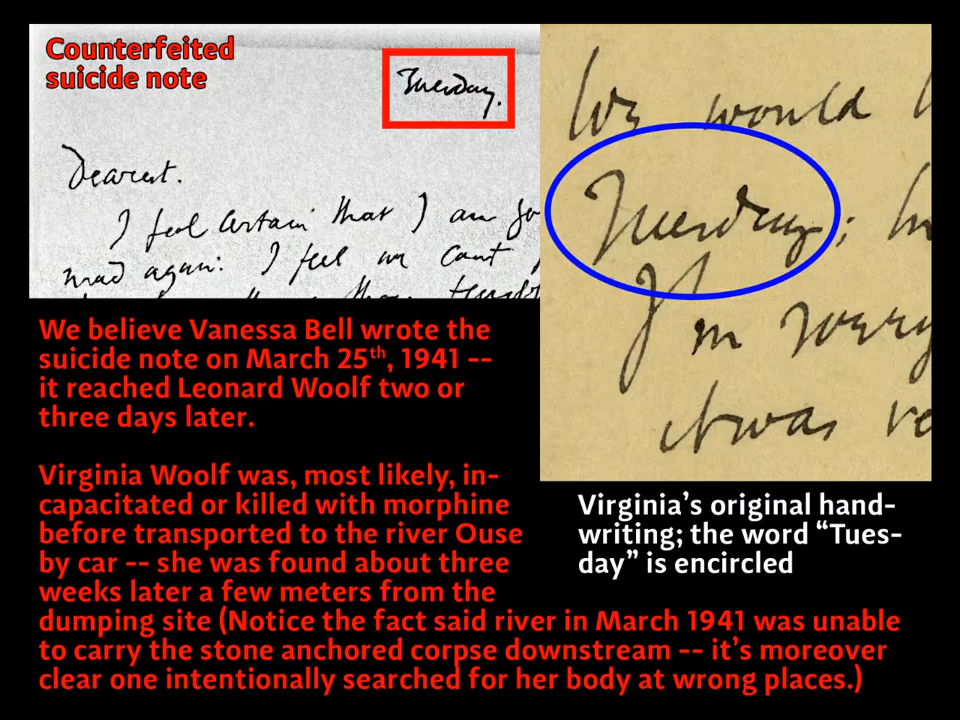 Counterfeited
suicide note
Tuesday.
Dearest.
I feel certain that I am go
mad again: I feel we cant
We would
Tuesday;
I'm sorry
it was ve
We believe Vanessa Bell wrote the
suicide note on March 25th, 1941 --
it reached Leonard Woolf two or
three days later.
Virginia Woolf was, most likely, in-
capacitated or killed with morphine
before transported to the river Ouse
by car -- she was found about three
weeks later a few meters from the
dumping site (Notice the fact said river in March 1941 was unable
to carry the stone anchored corpse downstream -- it's moreover
clear one intentionally searched for her body at wrong places.)
Virginia's original hand-
writing; the word “Tues-
day” is encircled